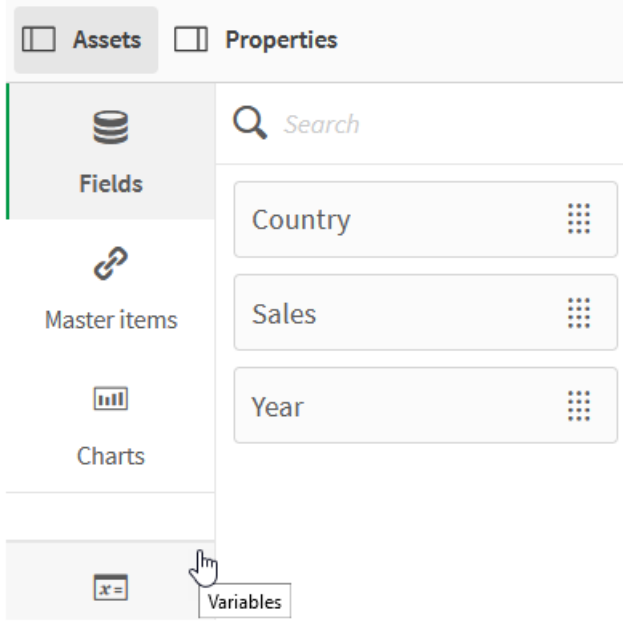 Assets Properties
Fields
Search
Country
Master items
Sales
Year
Charts
x=
Variables